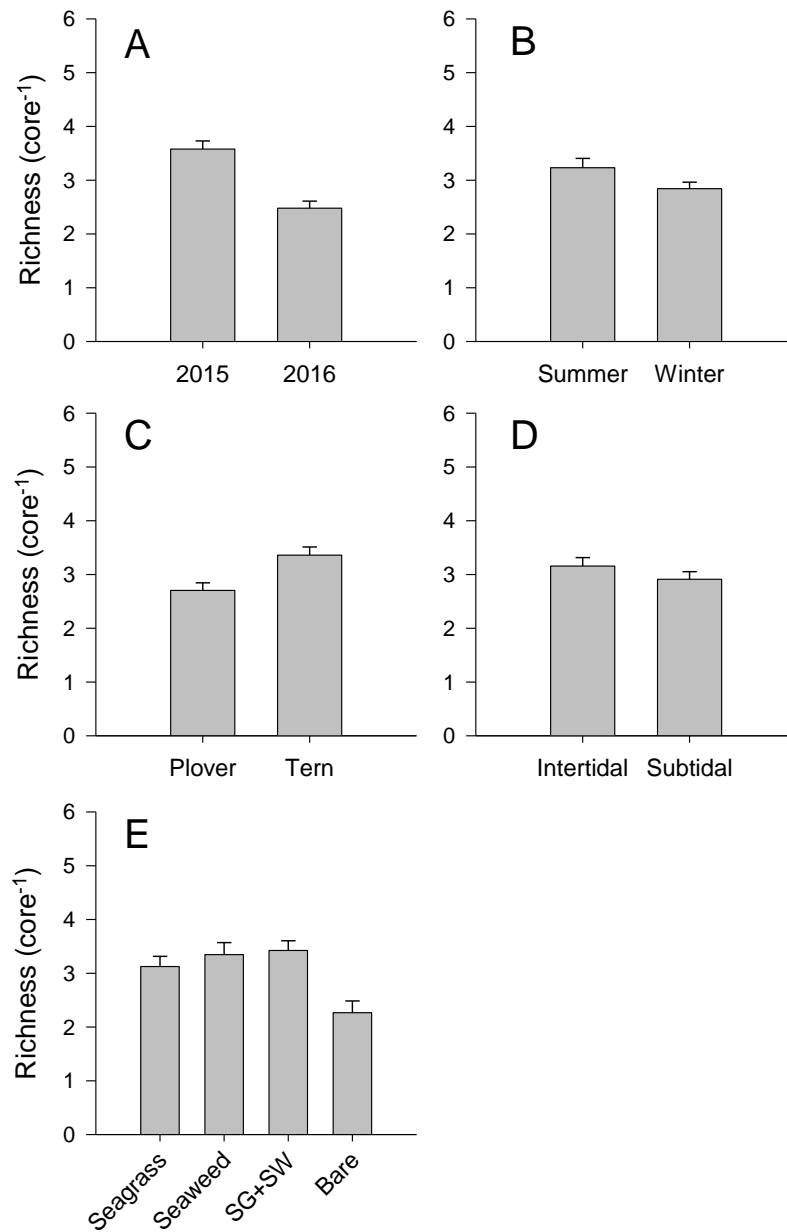 A
6
5
4
3
2
1
0
Richness (core⁻¹)
2015 2016
B
6
5
4
3
2
1
0
Summer Winter
C
6
5
4
3
2
1
0
Richness (core⁻¹)
Plover Tern
D
6
5
4
3
2
1
0
Intertidal Subtidal
E
6
5
4
3
2
1
0
Richness (core⁻¹)
Seagrass
Seaweed
SG+SW
Bare